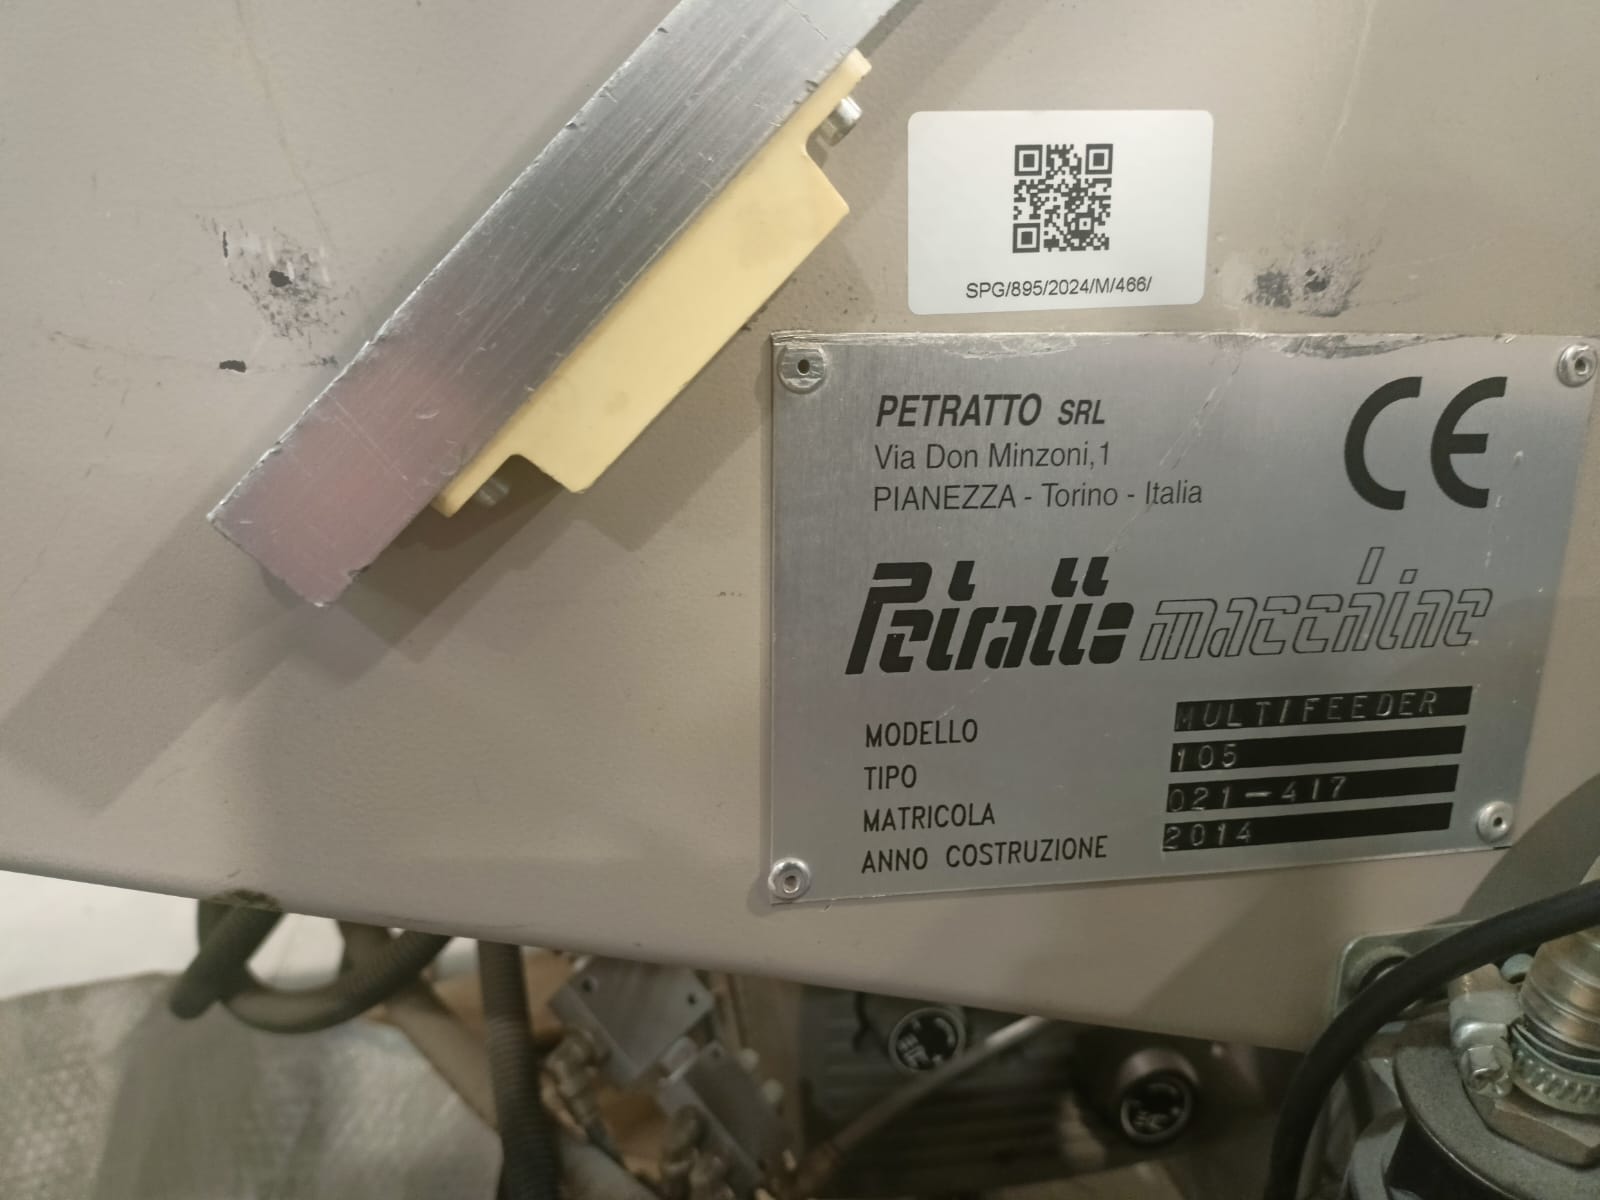 SPG/895/2024/M/466/
PETRATTO SRL
Via Don Minzoni,1
PIANEZZA - Torino - Italia
CE
Petratto macchine
MODELLO MULTIFEEDER
TIPO 105
MATRICOLA 021-417
ANNO COSTRUZIONE 2014